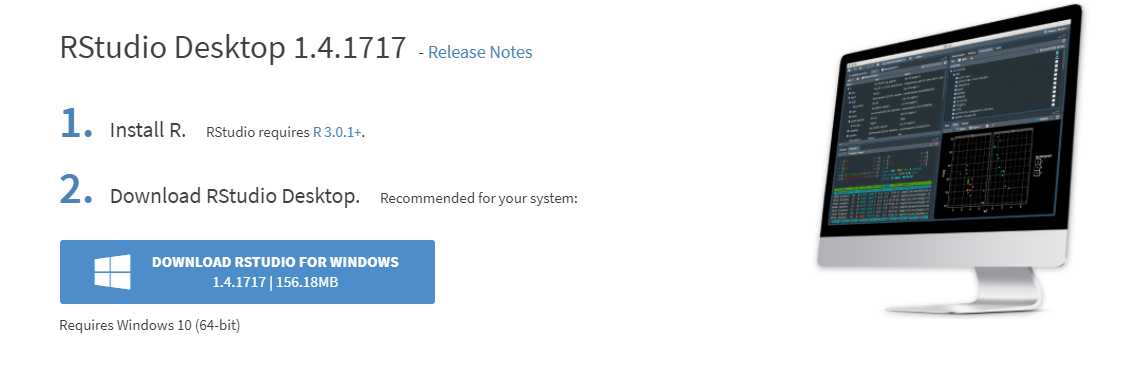 RStudio Desktop 1.4.1717 - Release Notes
1. Install R. RStudio requires R 3.0.1+.
2. Download RStudio Desktop. Recommended for your system:
DOWNLOAD RSTUDIO FOR WINDOWS
1.4.1717 | 156.18MB
Requires Windows 10 (64-bit)